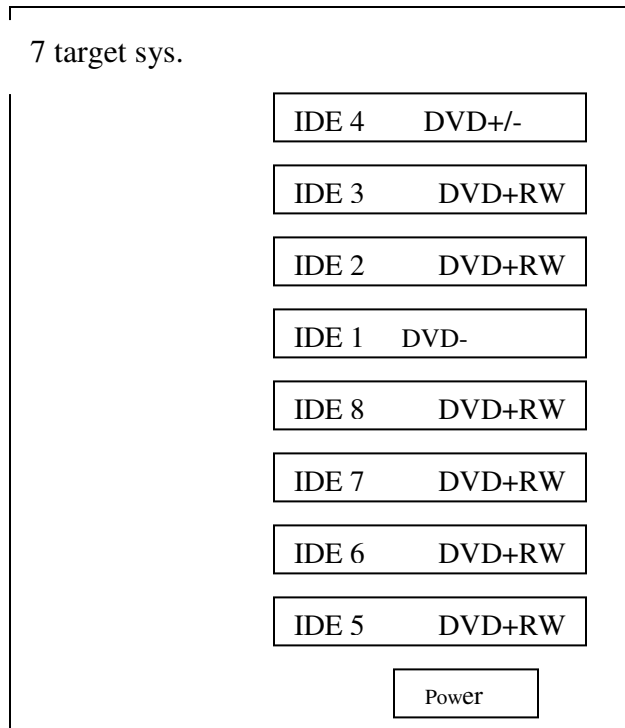 7 target sys.
IDE 4 DVD+/-
IDE 3 DVD+RW
IDE 2 DVD+RW
IDE 1 DVD-
IDE 8 DVD+RW
IDE 7 DVD+RW
IDE 6 DVD+RW
IDE 5 DVD+RW
Power